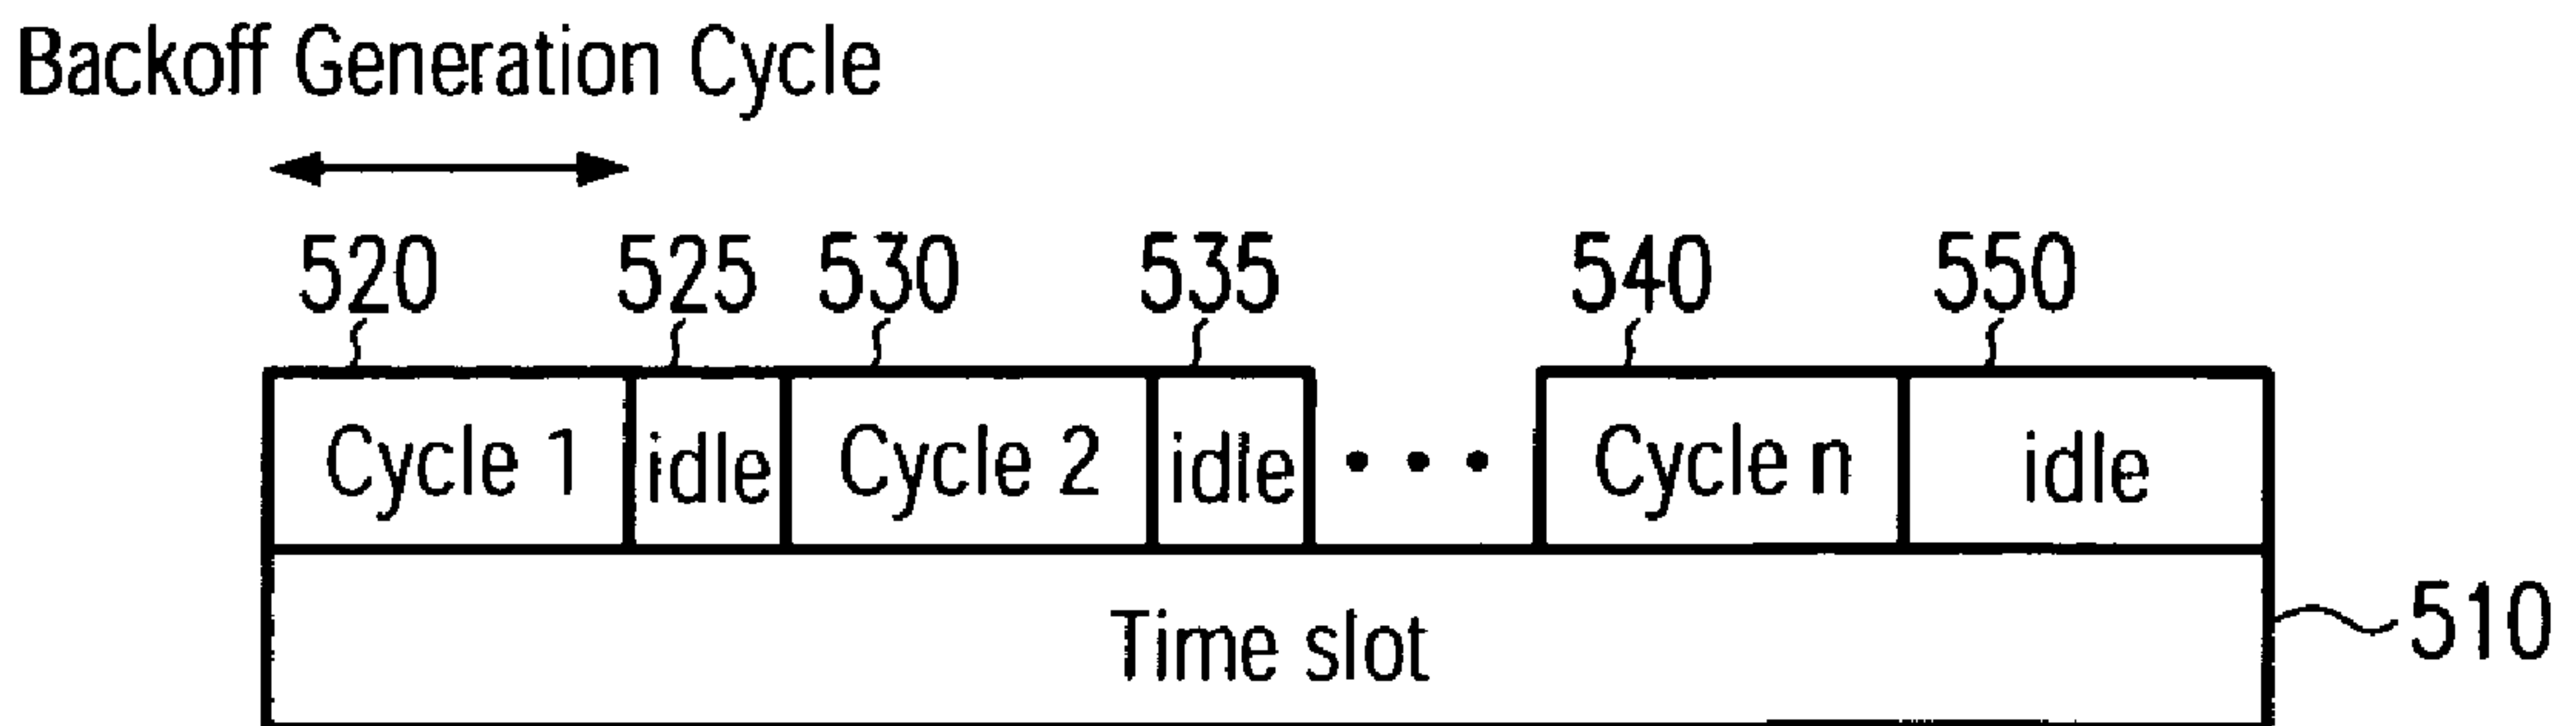 Backoff Generation Cycle
520 525 530 535 540 550
Cycle 1 idle Cycle 2 idle • • • Cycle n idle
Time slot 510